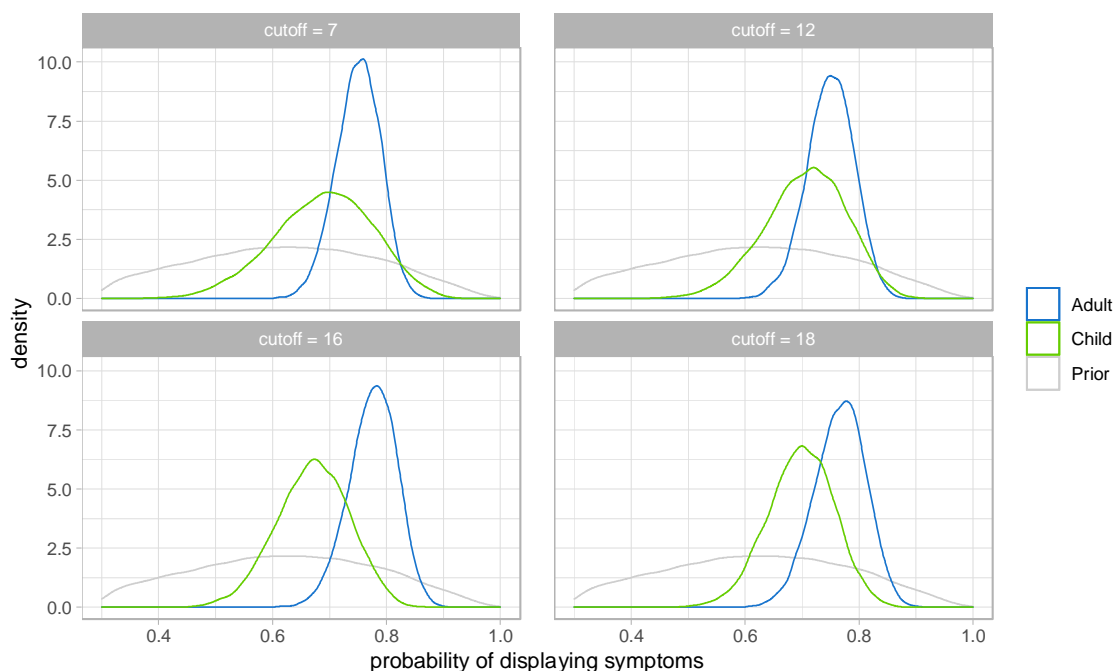 cutoff = 7
cutoff = 12
10.0
7.5
5.0
2.5
0.0
cutoff = 16
cutoff = 18
10.0
7.5
5.0
2.5
0.0
0.4 0.6 0.8 1.0
0.4 0.6 0.8 1.0
probability of displaying symptoms
density
Adult
Child
Prior